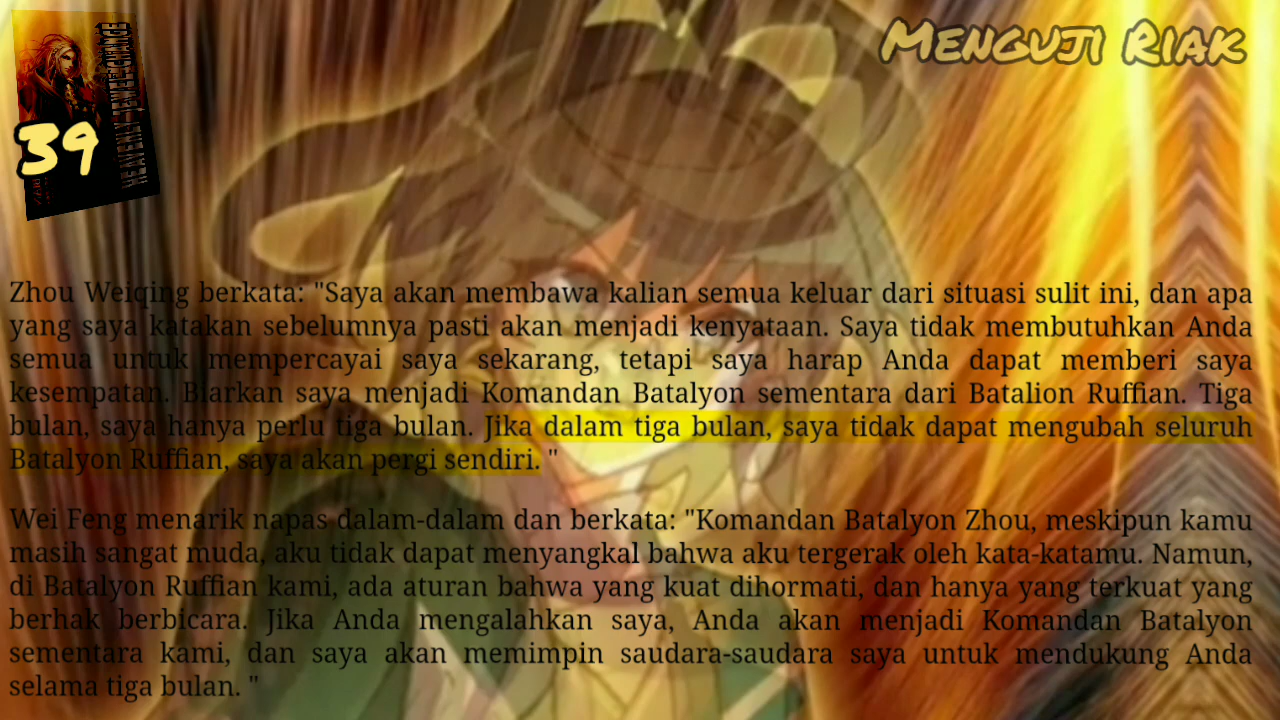 Menguji Riak
HEAVENLY JEWEL CHANGE
39
Zhou Weiqing berkata: "Saya akan membawa kalian semua keluar dari situasi sulit ini, dan apa
yang saya katakan sebelumnya pasti akan menjadi kenyataan. Saya tidak membutuhkan Anda
semua untuk mempercayai saya sekarang, tetapi saya harap Anda dapat memberi saya
kesempatan. Biarkan saya menjadi Komandan Batalyon sementara dari Batalion Ruffian. Tiga
bulan, saya hanya perlu tiga bulan. Jika dalam tiga bulan, saya tidak dapat mengubah seluruh
Batalyon Ruffian, saya akan pergi sendiri. "
Wei Feng menarik napas dalam-dalam dan berkata: "Komandan Batalyon Zhou, meskipun kamu
masih sangat muda, aku tidak dapat menyangkal bahwa aku tergerak oleh kata-katamu. Namun,
di Batalyon Ruffian kami, ada aturan bahwa yang kuat dihormati, dan hanya yang terkuat yang
berhak berbicara. Jika Anda mengalahkan saya, Anda akan menjadi Komandan Batalyon
sementara kami, dan saya akan memimpin saudara-saudara saya untuk mendukung Anda
selama tiga bulan. "